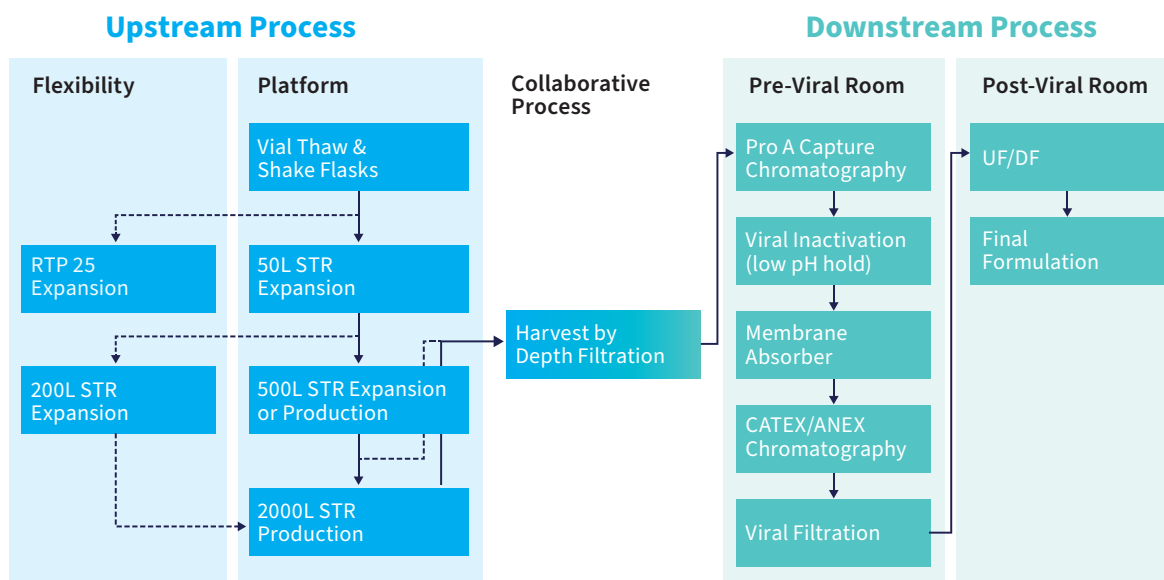 Upstream Process
Downstream Process
Flexibility
Platform
Collaborative
Process
Pre-Viral Room
Post-Viral Room
Vial Thaw &
Shake Flasks
RTP 25
Expansion
50L STR
Expansion
200L STR
Expansion
500L STR Expansion
or Production
2000L STR
Production
Harvest by
Depth Filtration
Pro A Capture
Chromatography
Viral Inactivation
(low pH hold)
Membrane
Absorber
CATEX/ANEX
Chromatography
Viral Filtration
UF/DF
Final
Formulation